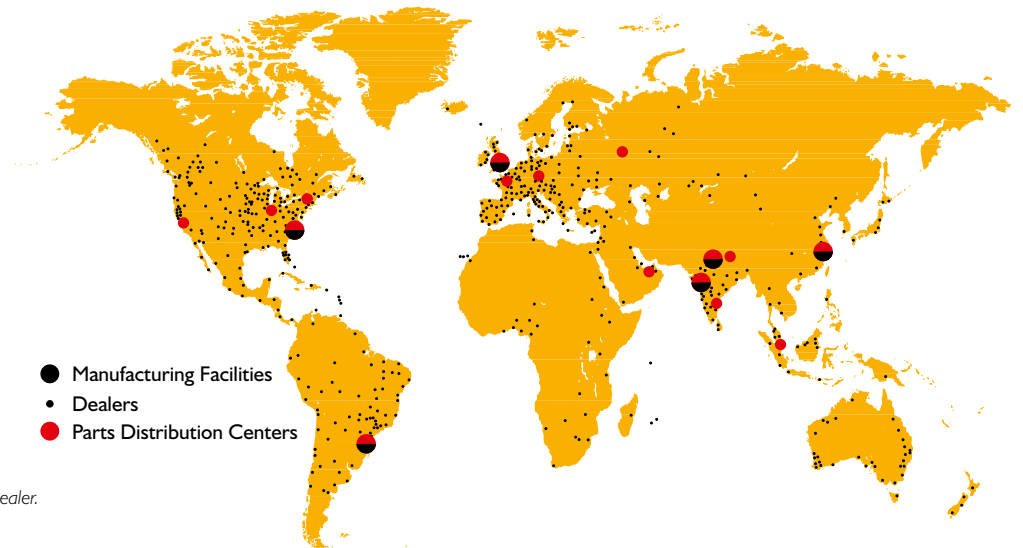 Manufacturing Facilities
Dealers
Parts Distribution Centers
ealer.